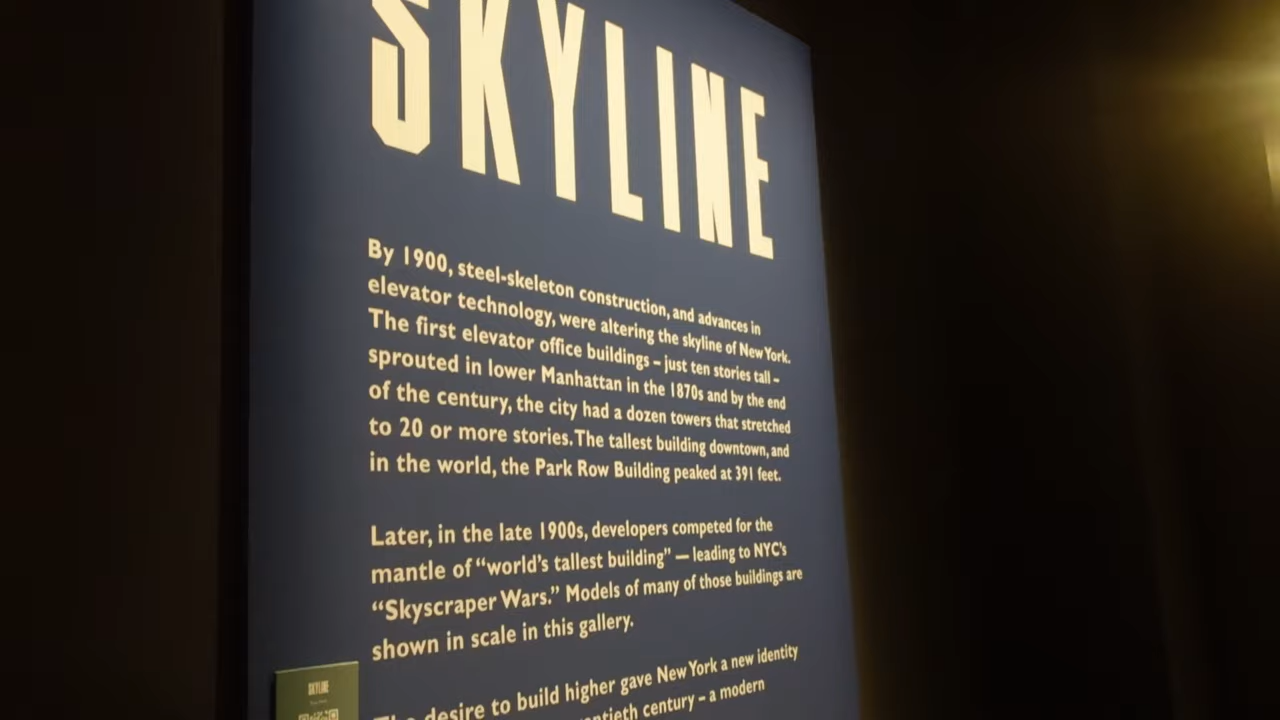 SKYLINE
By 1900, steel-skeleton construction, and advances in
elevator technology, were altering the skyline of New York.
The first elevator office buildings – just ten stories tall –
sprouted in lower Manhattan in the 1870s and by the end
of the century, the city had a dozen towers that stretched
to 20 or more stories. The tallest building downtown, and
in the world, the Park Row Building peaked at 391 feet.
Later, in the late 1900s, developers competed for the
mantle of “world’s tallest building” — leading to NYC’s
“Skyscraper Wars.” Models of many of those buildings are
shown in scale in this gallery.
desire to build higher gave New York a new identity
century – a modern
SKYLINE